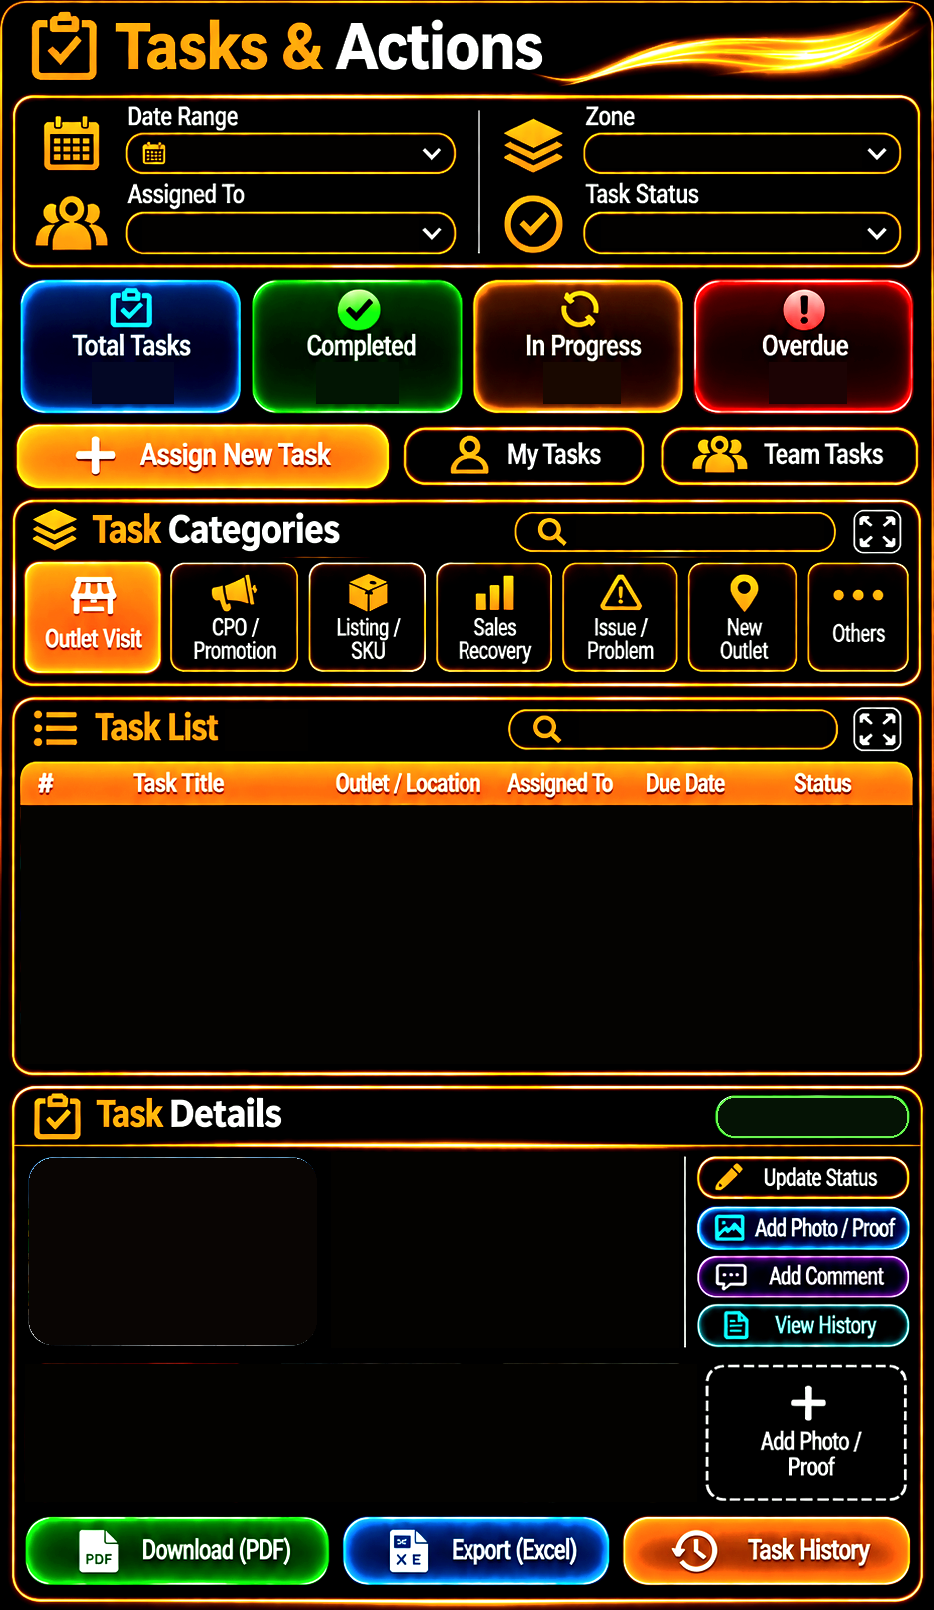 Tasks & Actions
Date Range
Zone
Assigned To
Task Status
Total Tasks
Completed
In Progress
Overdue
Assign New Task
My Tasks
Team Tasks
Task Categories
Outlet Visit
CPO /
Promotion
Listing /
SKU
Sales
Recovery
Issue /
Problem
New
Outlet
Others
Task List
# Task Title Outlet / Location Assigned To Due Date Status
Task Details
Update Status
Add Photo / Proof
Add Comment
View History
Add Photo /
Proof
PDF Download (PDF)
X E Export (Excel)
Task History